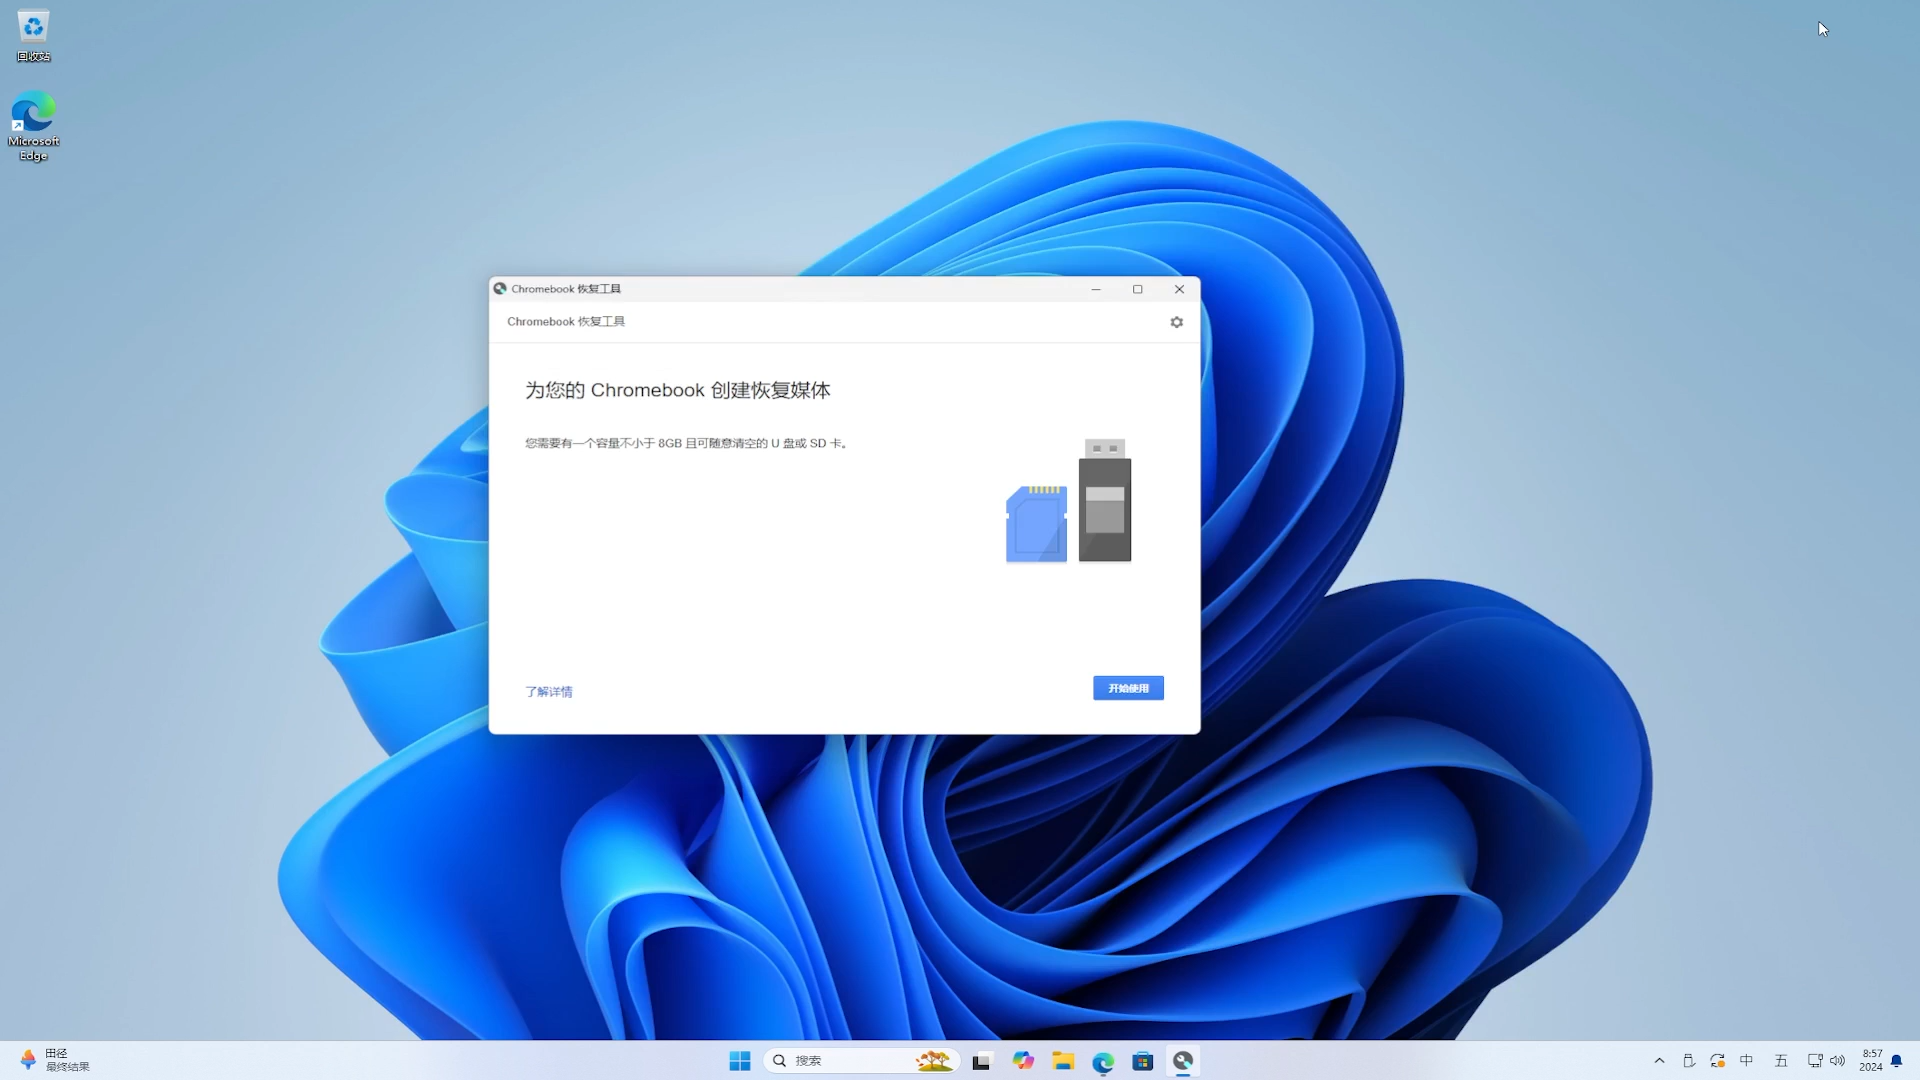 回收站
Microsoft
Edge
Chromebook 恢复工具
Chromebook 恢复工具
为您的 Chromebook 创建恢复媒体
您需要有一个容量不小于 8GB 且可随意清空的 U 盘或 SD 卡。
了解详情
开始使用
田径
最终结果
搜索
中
五
8:57
2024